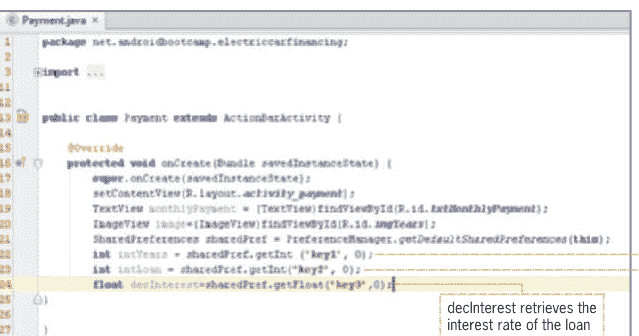 Payment.java ×
1 package net.androidbootcamp.electriccarfinancing;
2
3 import ...
11
12
13 public class Payment extends ActionBarActivity {
14
15 @Override
16 protected void onCreate(Bundle savedInstanceState) {
17 super.onCreate(savedInstanceState);
18 setContentView(R.layout.activity_payment);
19 TextView monthlyPayment = (TextView)findViewById(R.id.txtMonthlyPayment);
20 ImageView image=(ImageView)findViewById(R.id.imgYears);
21 SharedPreferences sharedPref = PreferenceManager.getDefaultSharedPreferences(this);
22 int intYears = sharedPref.getInt ("key1", 0);
23 int intLoan = sharedPref.getInt("key2", 0);
24 float decInterest=sharedPref.getFloat("key3",0);
25 }
decInterest retrieves the
26
interest rate of the loan
27 }